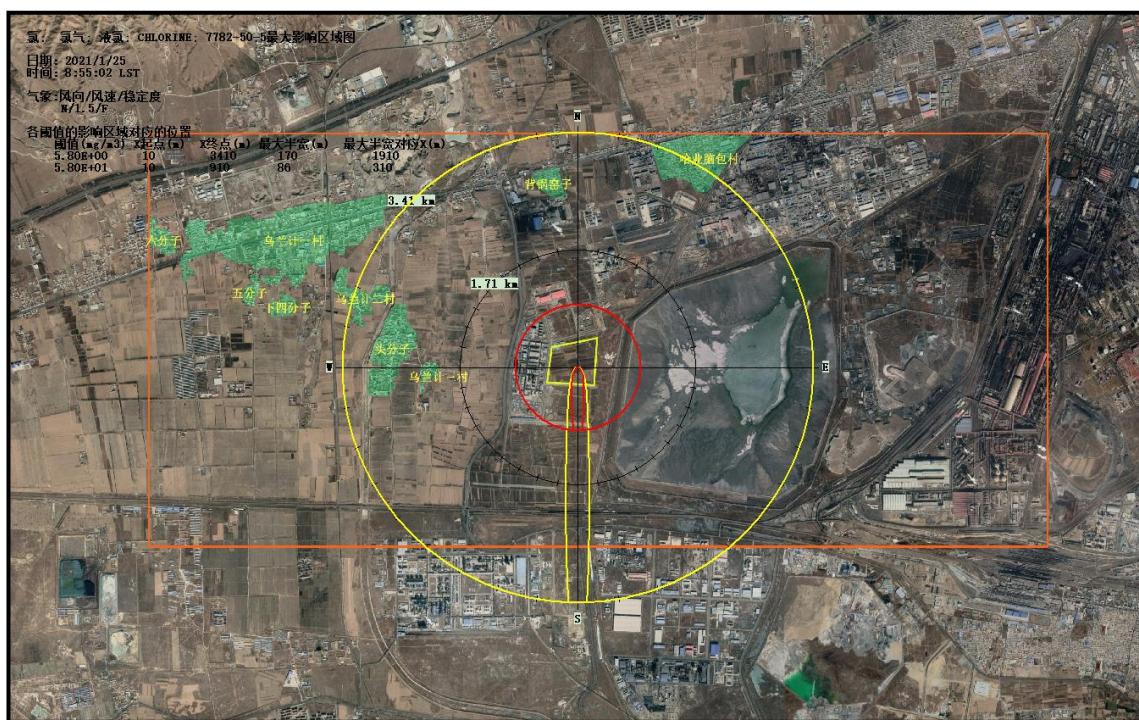 氯; 氯气; 液氯; CHLORINE; 7782-50-5最大影响区域图
日期: 2021/1/25
时间: 8:55:02 LST
气象:风向/风速/稳定度
N/1.5/F
各阈值的影响区域对应的位置
阈值(mg/m3) X起点(m) X终点(m) 最大半宽(m) 最大半宽对应X(m)
5.80E+00 10 3410 170 1910
5.80E+01 10 910 86 310
N
哈业脑包村
背锅窑子
3.41 km
六分子
乌兰计一村
1.71 km
五分子
下四分子
乌兰计二村
头分子
W
乌兰计一村
E
S